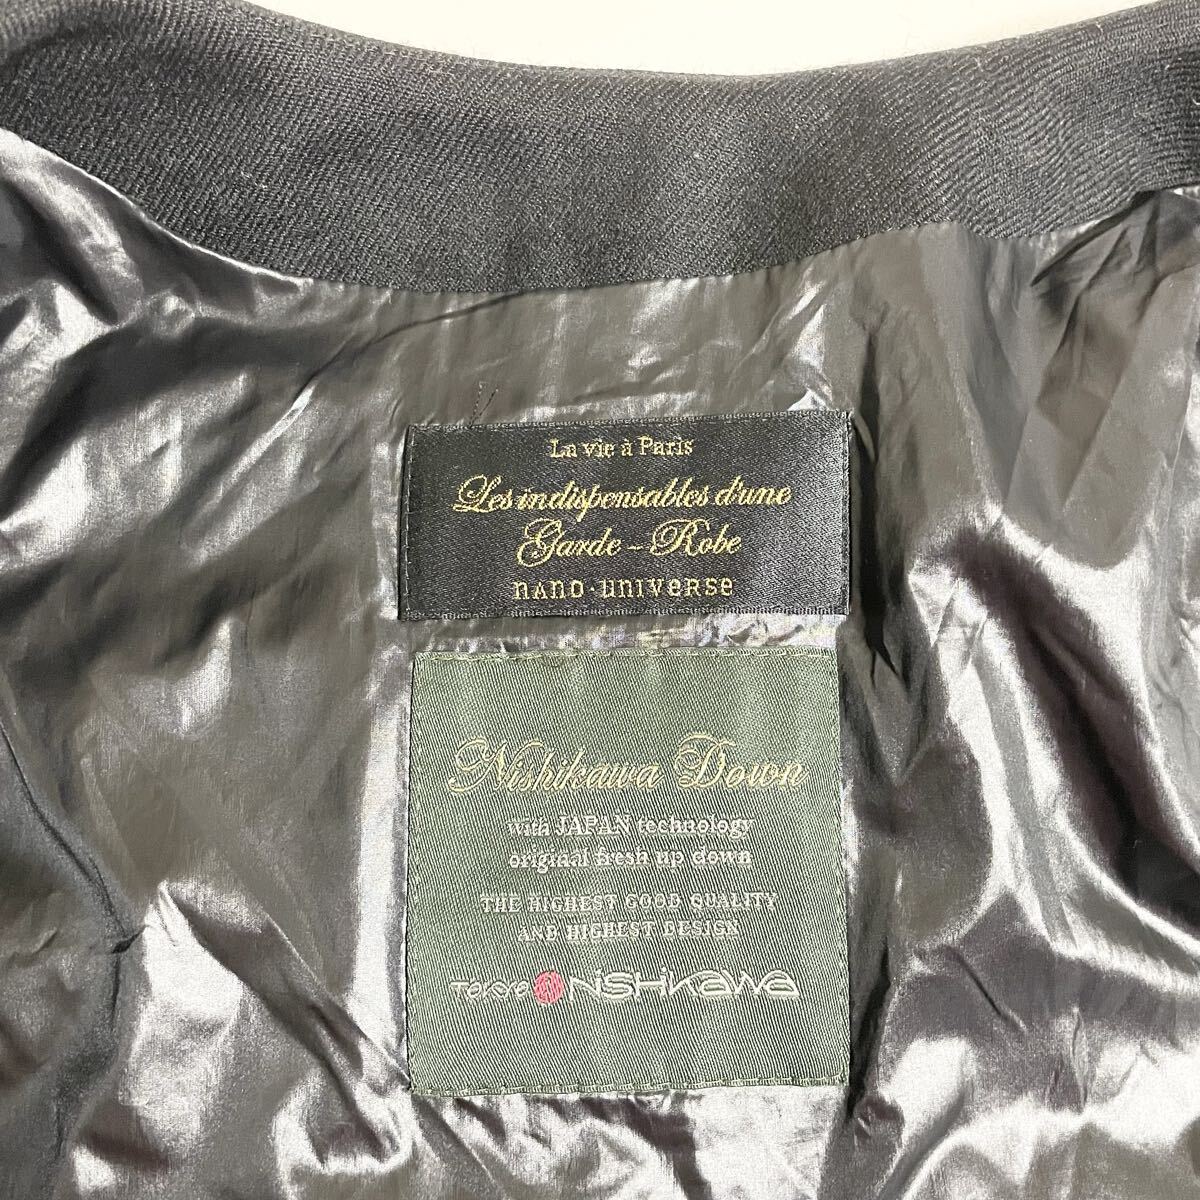 La vie à Paris
Les indispensables d'une
Garde - Robe
nano・universe
Nishikawa Down
with JAPAN technology
original fresh up down
THE HIGHEST GOOD QUALITY
AND HIGHEST DESIGN
TOKYO NISHIKAWA